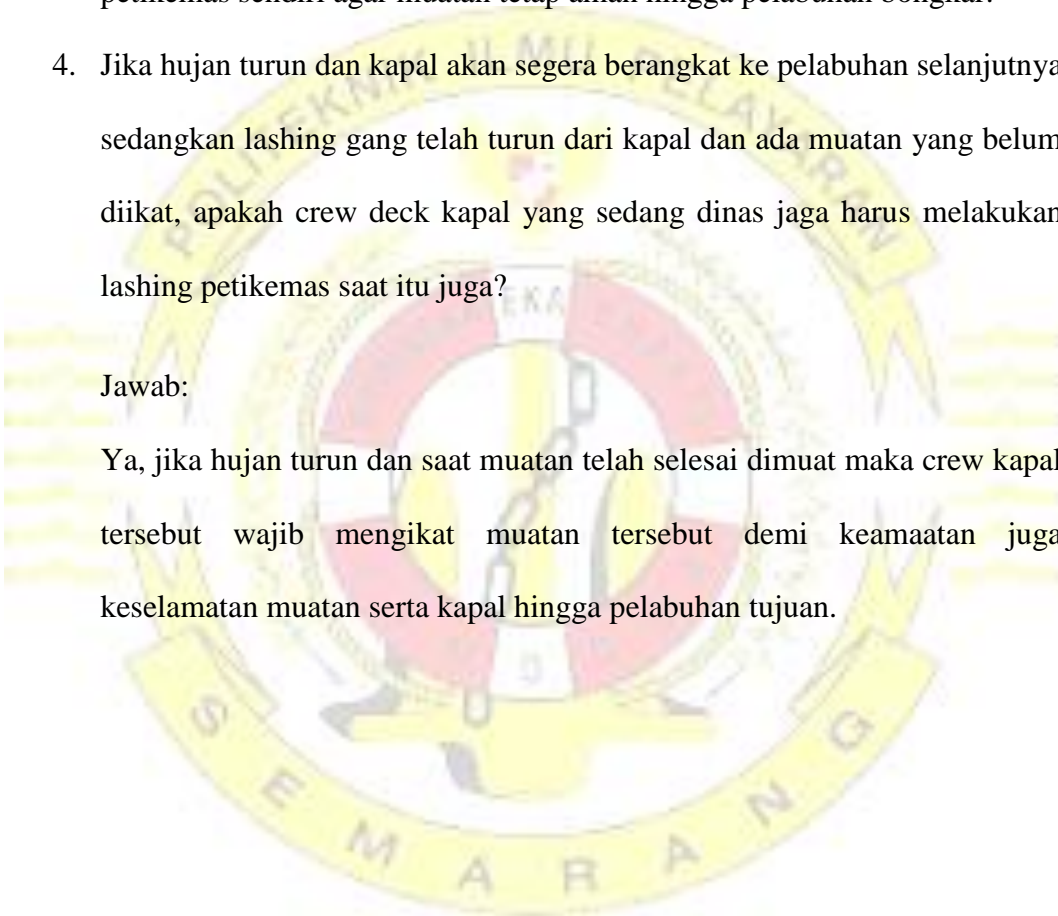 petikemas sendiri agar muatan tetap aman hingga pelabuhan bongkar.
4. Jika hujan turun dan kapal akan segera berangkat ke pelabuhan selanjutnya
sedangkan lashing gang telah turun dari kapal dan ada muatan yang belum
diikat, apakah crew deck kapal yang sedang dinas jaga harus melakukan
lashing petikemas saat itu juga?
Jawab:
Ya, jika hujan turun dan saat muatan telah selesai dimuat maka crew kapal
tersebut wajib mengikat muatan tersebut demi keamaatan juga
keselamatan muatan serta kapal hingga pelabuhan tujuan.
POLITEKNIK ILMU PELAYARAN
SEMARANG